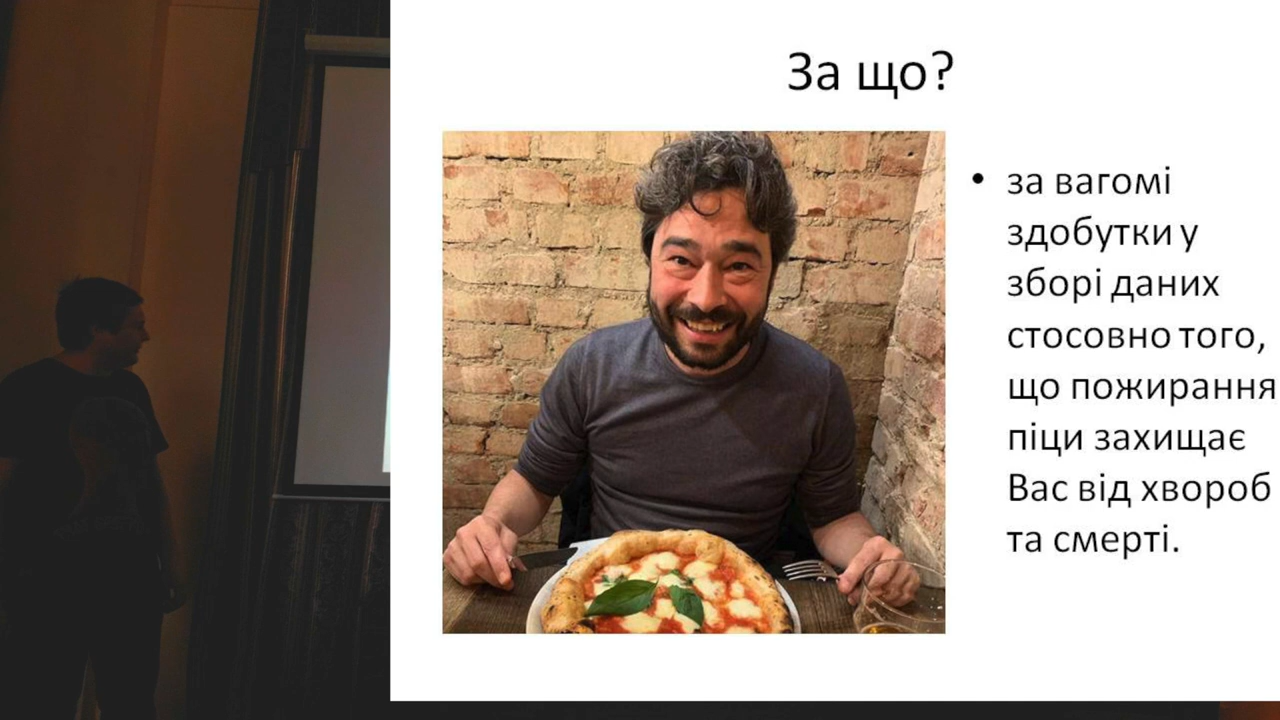 За що?
• за вагомі
здобутки у
зборі даних
стосовно того,
що пожирання
піци захищає
Вас від хвороб
та смерті.